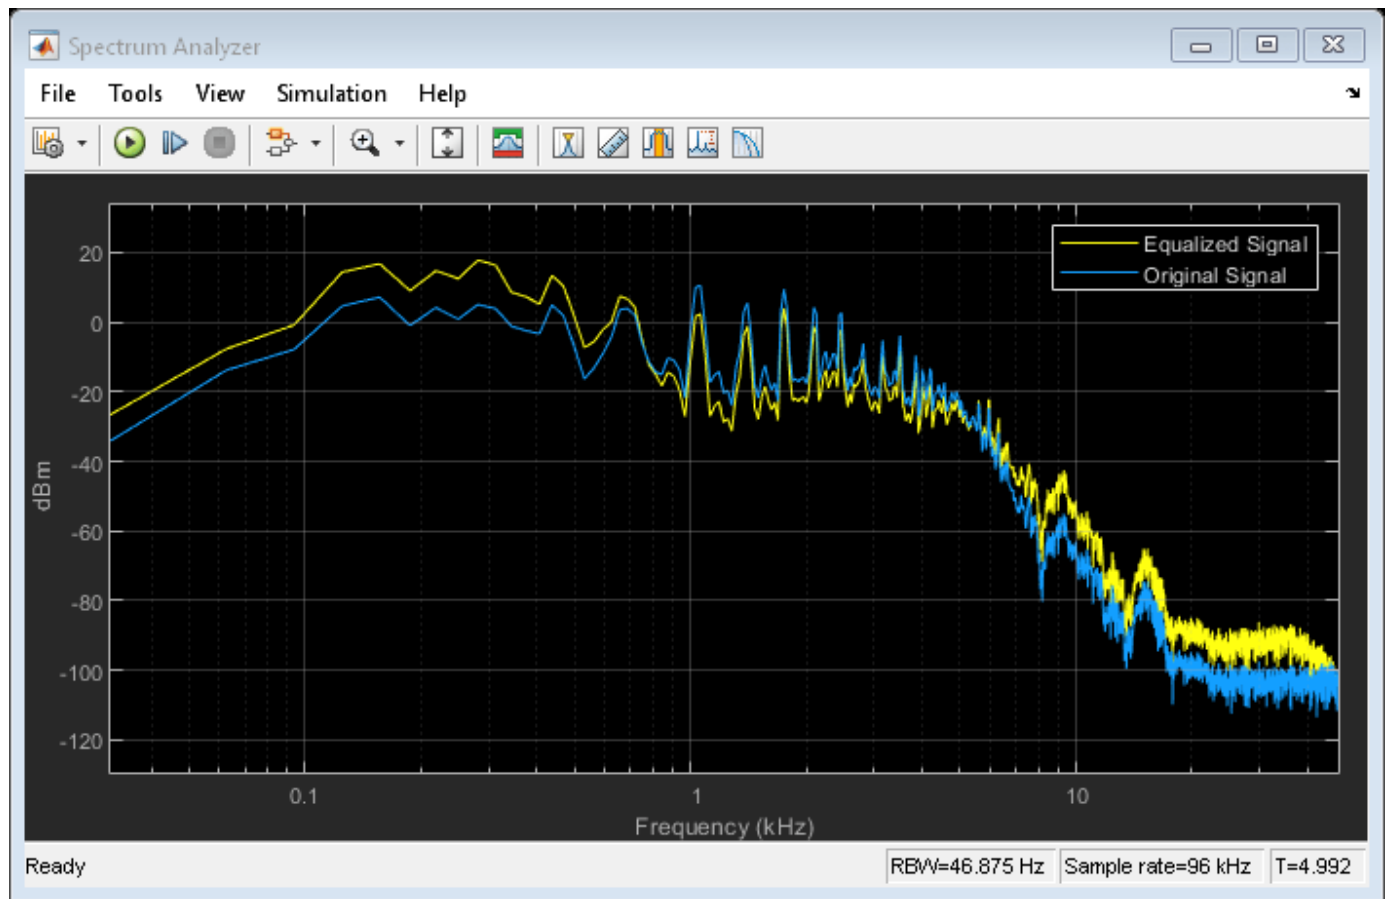 Spectrum Analyzer
File Tools View Simulation Help
Equalized Signal
Original Signal
20
0
-20
-40
-60
-80
-100
-120
dBm
0.1 1 10
Frequency (kHz)
Ready RBW=46.875 Hz Sample rate=96 kHz T=4.992